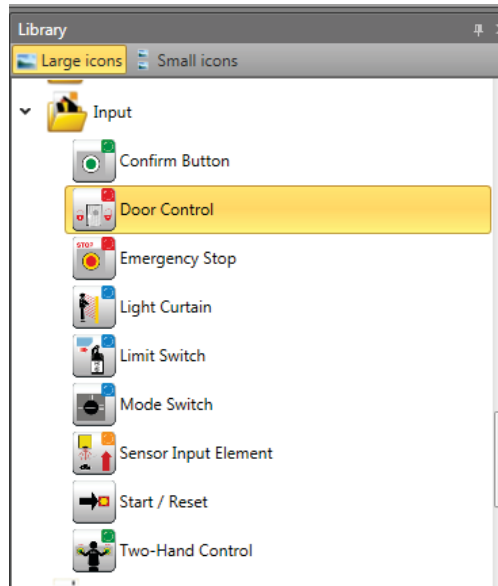 Library
Large icons Small icons
Input
Confirm Button
Door Control
STOP
Emergency Stop
Light Curtain
Limit Switch
Mode Switch
Sensor Input Element
Start / Reset
Two-Hand Control